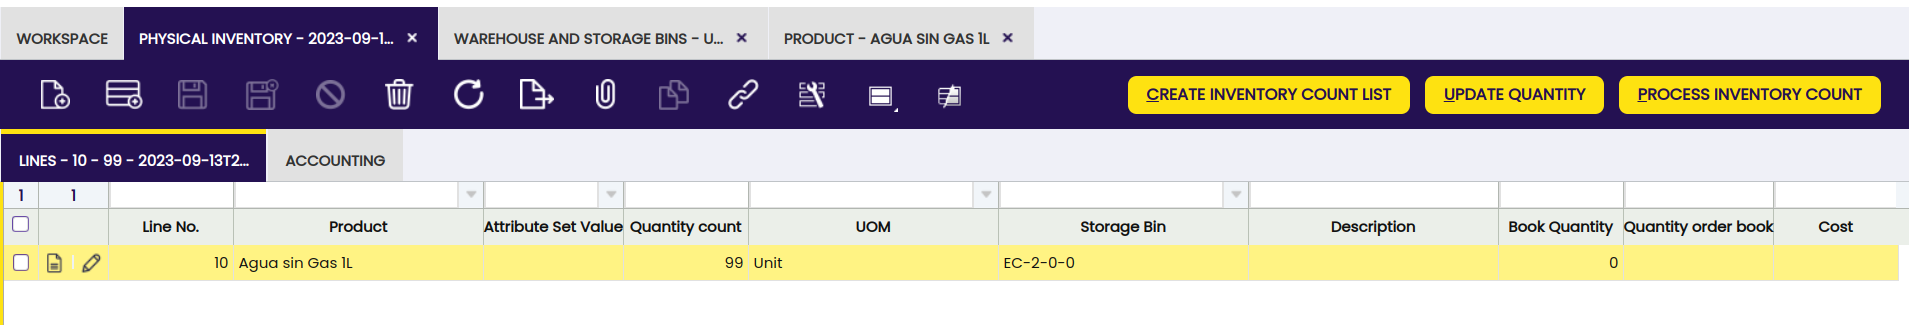 WORKSPACE PHYSICAL INVENTORY - 2023-09-1... × WAREHOUSE AND STORAGE BINS - U... × PRODUCT - AGUA SIN GAS 1L ×
CREATE INVENTORY COUNT LIST UPDATE QUANTITY PROCESS INVENTORY COUNT
LINES - 10 - 99 - 2023-09-13T2... ACCOUNTING
1 1
Line No. Product Attribute Set Value Quantity count UOM Storage Bin Description Book Quantity Quantity order book Cost
10 Agua sin Gas 1L 99 Unit EC-2-0-0 0